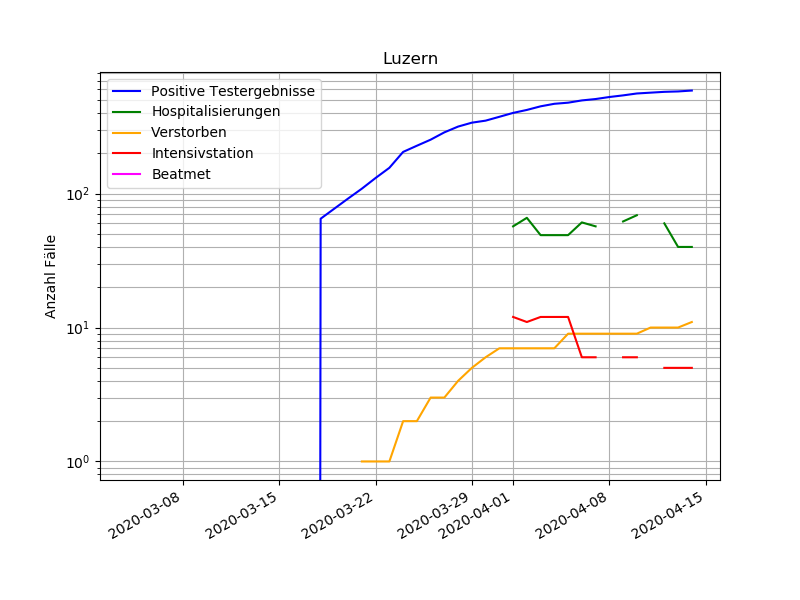 Luzern
Positive Testergebnisse
Hospitalisierungen
Verstorben
Intensivstation
Beatmet
Anzahl Fälle
10²
10¹
10⁰
2020-03-08
2020-03-15
2020-03-22
2020-03-29
2020-04-01
2020-04-08
2020-04-15